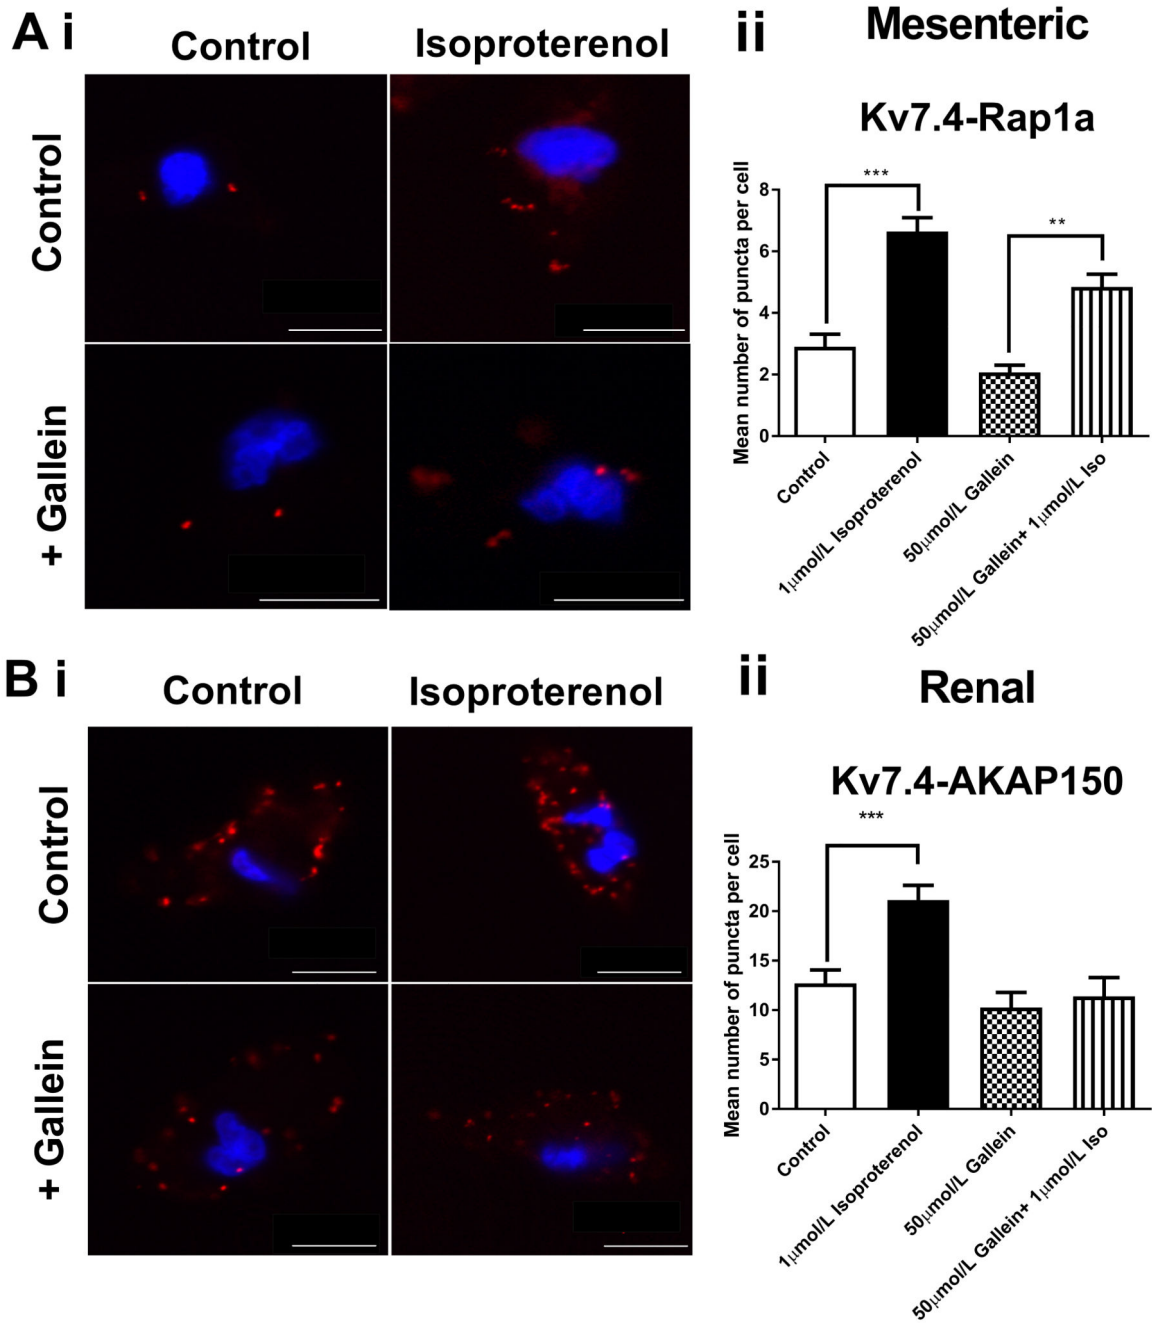 A i
Control
Isoproterenol
Control
+ Gallein
ii
Mesenteric
Kv7.4-Rap1a
Mean number of puncta per cell
8
6
4
2
0
***
**
Control
1μmol/L Isoproterenol
50μmol/L Gallein
50μmol/L Gallein+ 1μmol/L Iso
B i
Control
Isoproterenol
Control
+ Gallein
ii
Renal
Kv7.4-AKAP150
***
Mean number of puncta per cell
25
20
15
10
5
0
Control
1μmol/L Isoproterenol
50μmol/L Gallein
50μmol/L Gallein+ 1μmol/L Iso